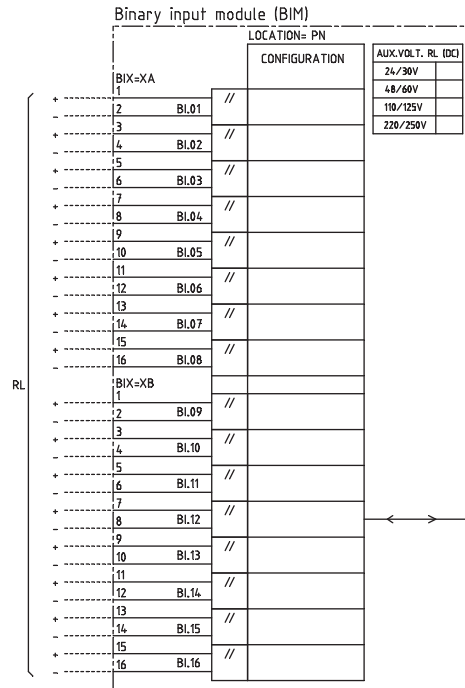 Binary input module (BIM)
LOCATION= PN
CONFIGURATION
AUX.VOLT. RL (DC)
24/30V
48/60V
110/125V
220/250V
BIX=XA
+ 1
- 2 BI.01
+ 3
- 4 BI.02
+ 5
- 6 BI.03
+ 7
- 8 BI.04
+ 9
- 10 BI.05
+ 11
- 12 BI.06
+ 13
- 14 BI.07
+ 15
- 16 BI.08
RL
BIX=XB
+ 1
- 2 BI.09
+ 3
- 4 BI.10
+ 5
- 6 BI.11
+ 7
- 8 BI.12
+ 9
- 10 BI.13
+ 11
- 12 BI.14
+ 13
- 14 BI.15
+ 15
- 16 BI.16